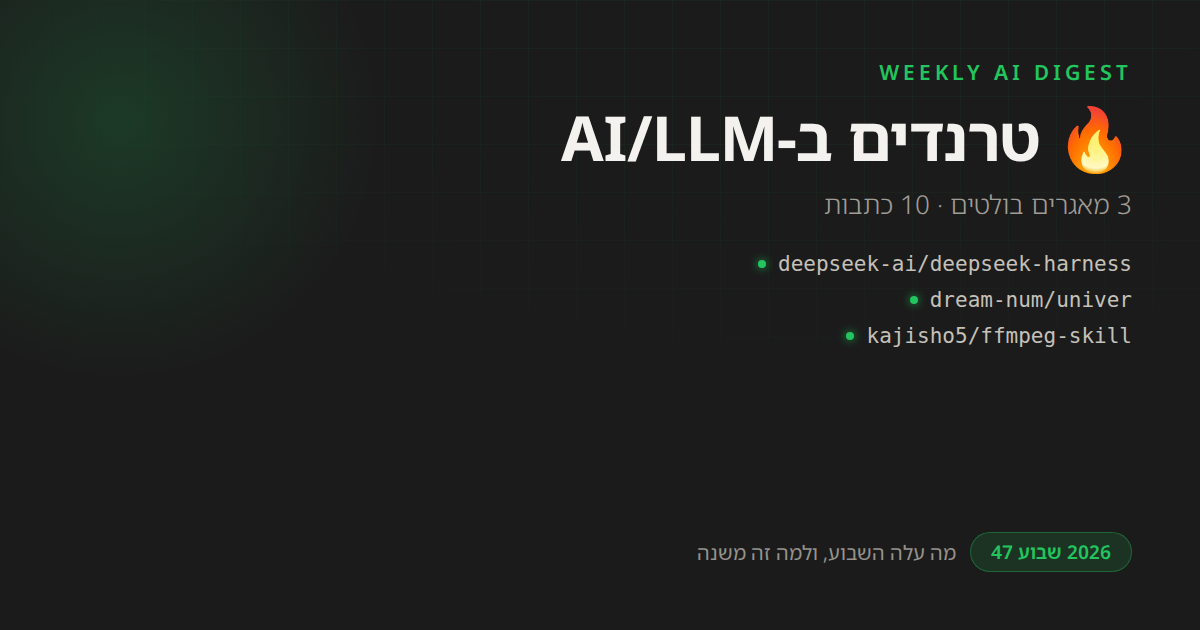 WEEKLY AI DIGEST
🔥 טרנדים ב-AI/LLM
3 מאגרים בולטים · 10 כתבות
deepseek-ai/deepseek-harness
dream-num/univer
kajisho5/ffmpeg-skill
2026 שבוע 47
מה עלה השבוע, ולמה זה משנה